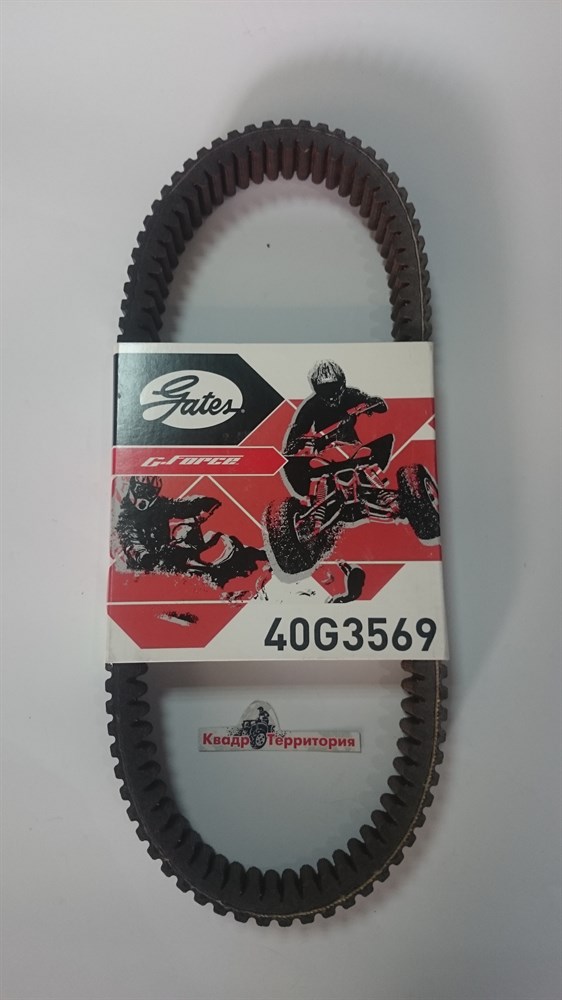 Gates
G-Force
40G3569
КвадроТерритория